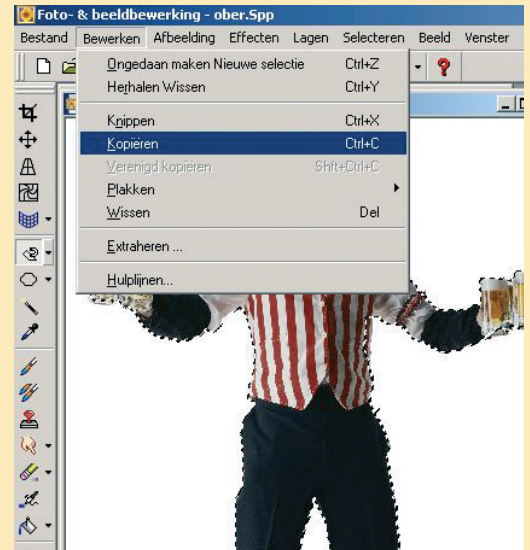 Foto- & beeldbewerking - ober.Spp
Bestand Bewerken Afbeelding Effecten Lagen Selecteren Beeld Venster
Ongedaan maken Nieuwe selectie Ctrl+Z
Herhalen Wissen Ctrl+Y
Knippen Ctrl+X
Kopiëren Ctrl+C
Verenigd kopiëren Shft+Ctrl+C
Plakken
Wissen Del
Extraheren ...
Hulplijnen...